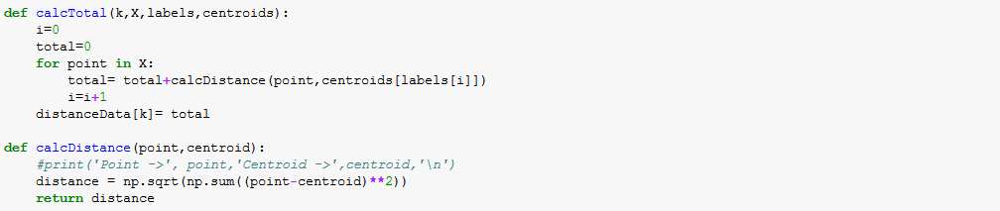 def calcTotal(k,X,labels,centroids):
    i=0
    total=0
    for point in X:
        total= total+calcDistance(point,centroids[labels[i]])
        i=i+1
    distanceData[k]= total

def calcDistance(point,centroid):
    #print('Point ->', point,'Centroid ->',centroid,'\n')
    distance = np.sqrt(np.sum((point-centroid)**2))
    return distance